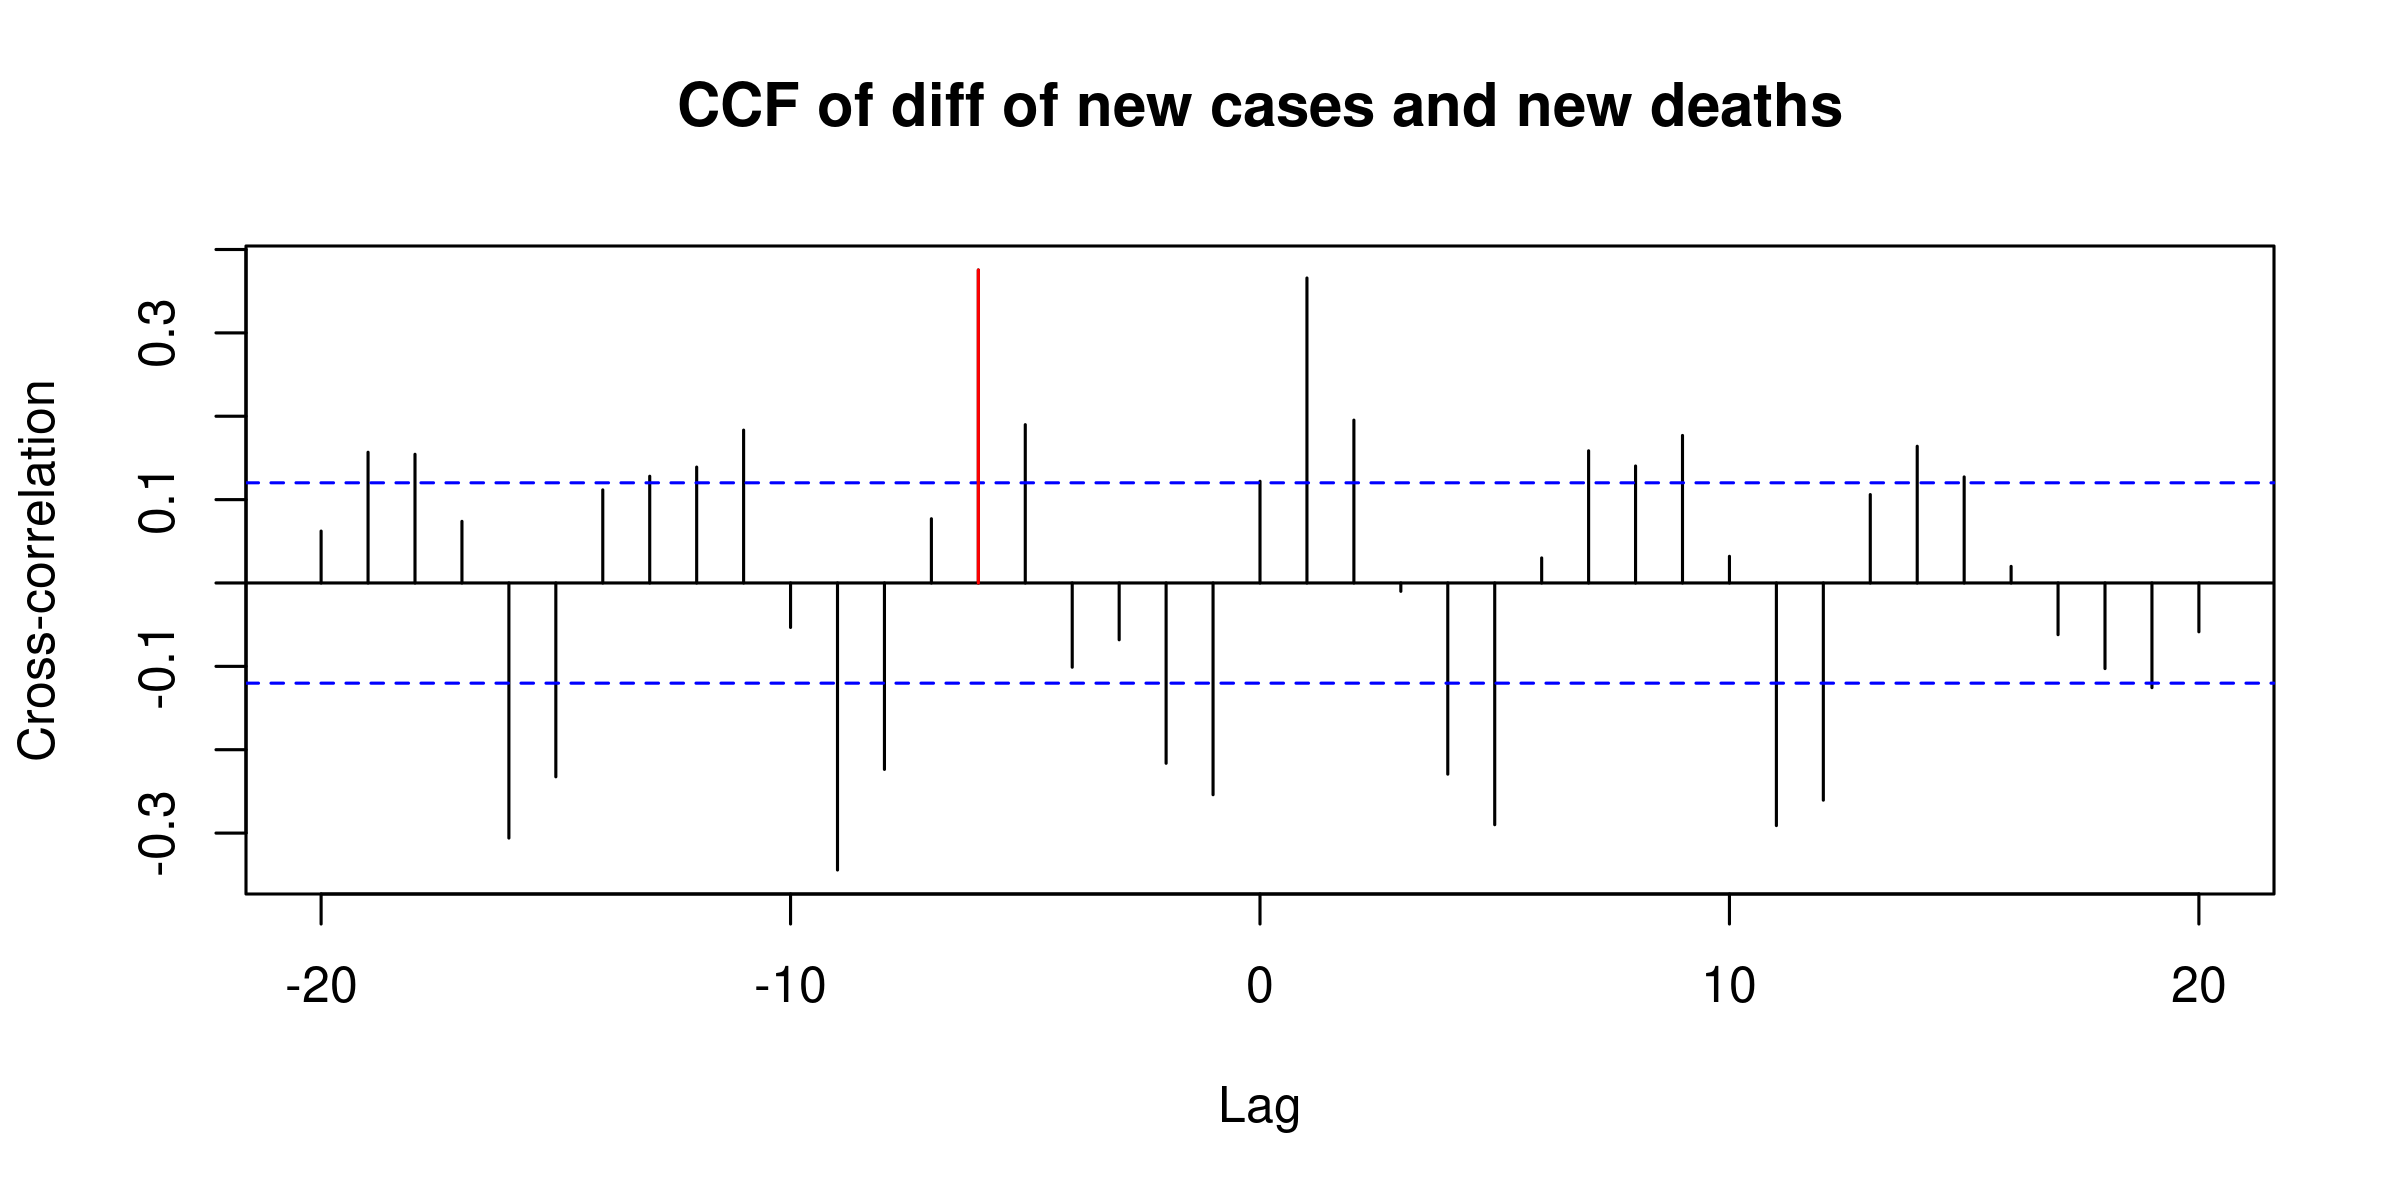 CCF of diff of new cases and new deaths
Cross-correlation
0.3
0.1
-0.1
-0.3
-20 -10 0 10 20
Lag